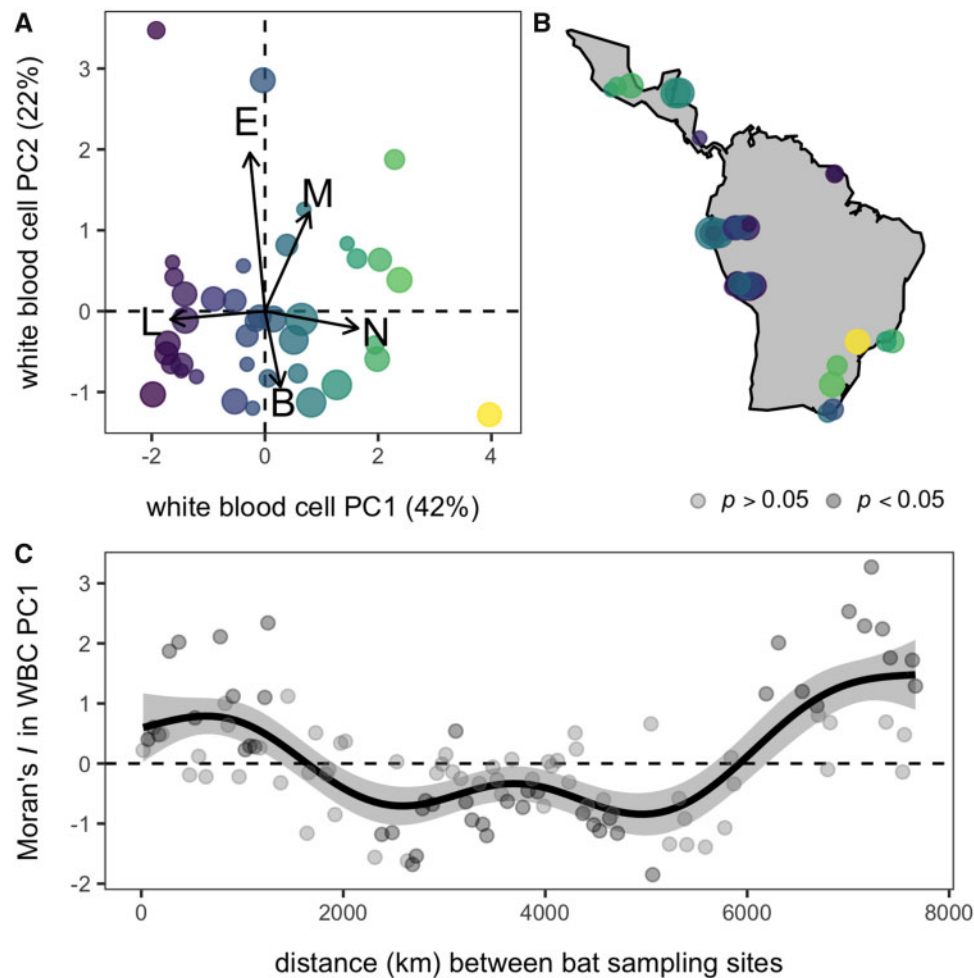 A
B
white blood cell PC2 (22%)
3
2
1
0
-1
E
M
L
N
B
-2
0
2
4
white blood cell PC1 (42%)
p > 0.05
p < 0.05
C
Moran's I in WBC PC1
3
2
1
0
-1
-2
0
2000
4000
6000
8000
distance (km) between bat sampling sites